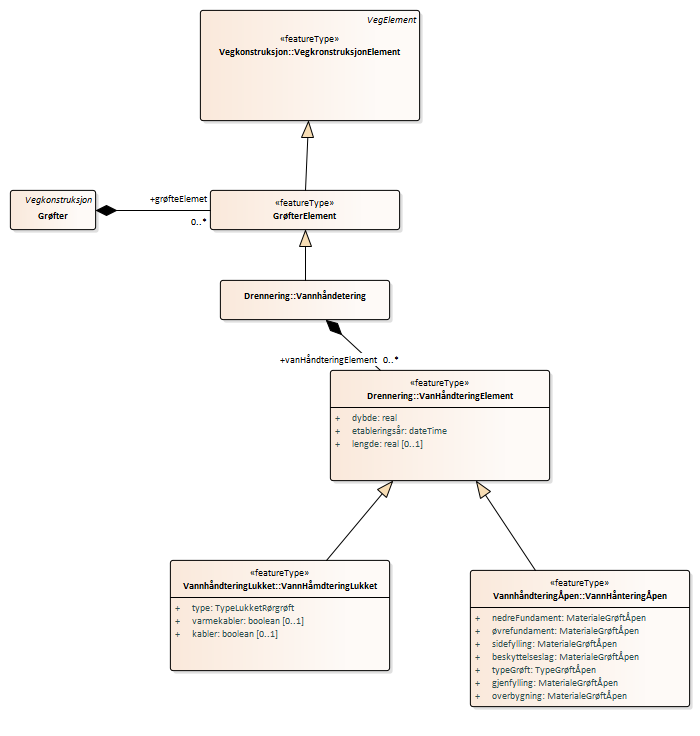 VegElement
«featureType»
Vegkonstruksjon::VegkronstruksjonElement
Vegkonstruksjon
Grøfter
+grøfteElemet
0..*
«featureType»
GrøfterElement
Drennering::Vannhåndetering
+vanHåndteringElement 0..*
«featureType»
Drennering::VanHåndteringElement
+ dybde: real
+ etableringsår: dateTime
+ lengde: real [0..1]
«featureType»
VannhåndteringLukket::VannHåmdteringLukket
+ type: TypeLukketRørgrøft
+ varmekabler: boolean [0..1]
+ kabler: boolean [0..1]
«featureType»
VannhåndteringÅpen::VannHånteringÅpen
+ nedreFundament: MaterialeGrøftÅpen
+ øvrefundament: MaterialeGrøftÅpen
+ sidefylling: MaterialeGrøftÅpen
+ beskyttelseslag: MaterialeGrøftÅpen
+ typeGrøft: TypeGrøftÅpen
+ gjenfylling: MaterialeGrøftÅpen
+ overbygning: MaterialeGrøftÅpen